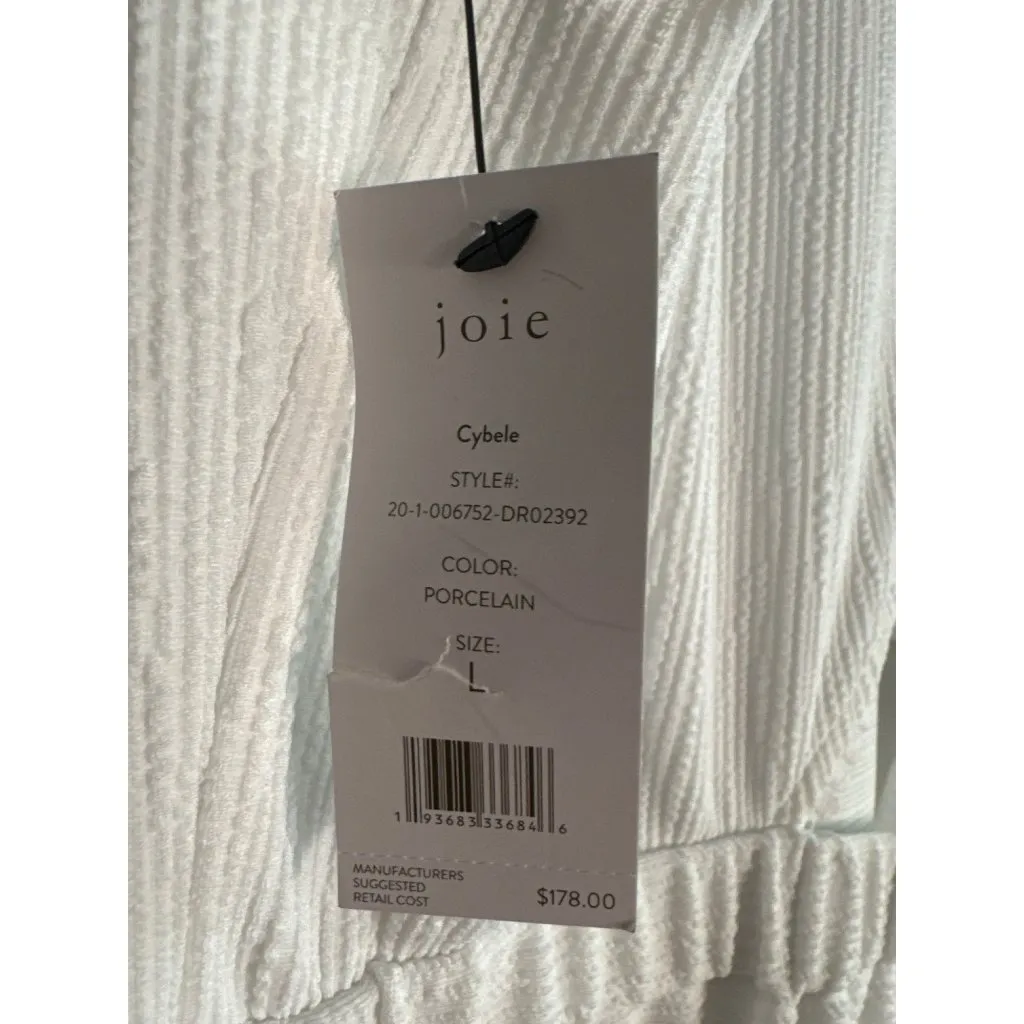 joie
Cybele
STYLE#:
20-1-006752-DR02392
COLOR:
PORCELAIN
SIZE:
L
1 93683 33684 6
MANUFACTURERS
SUGGESTED
RETAIL COST
$178.00